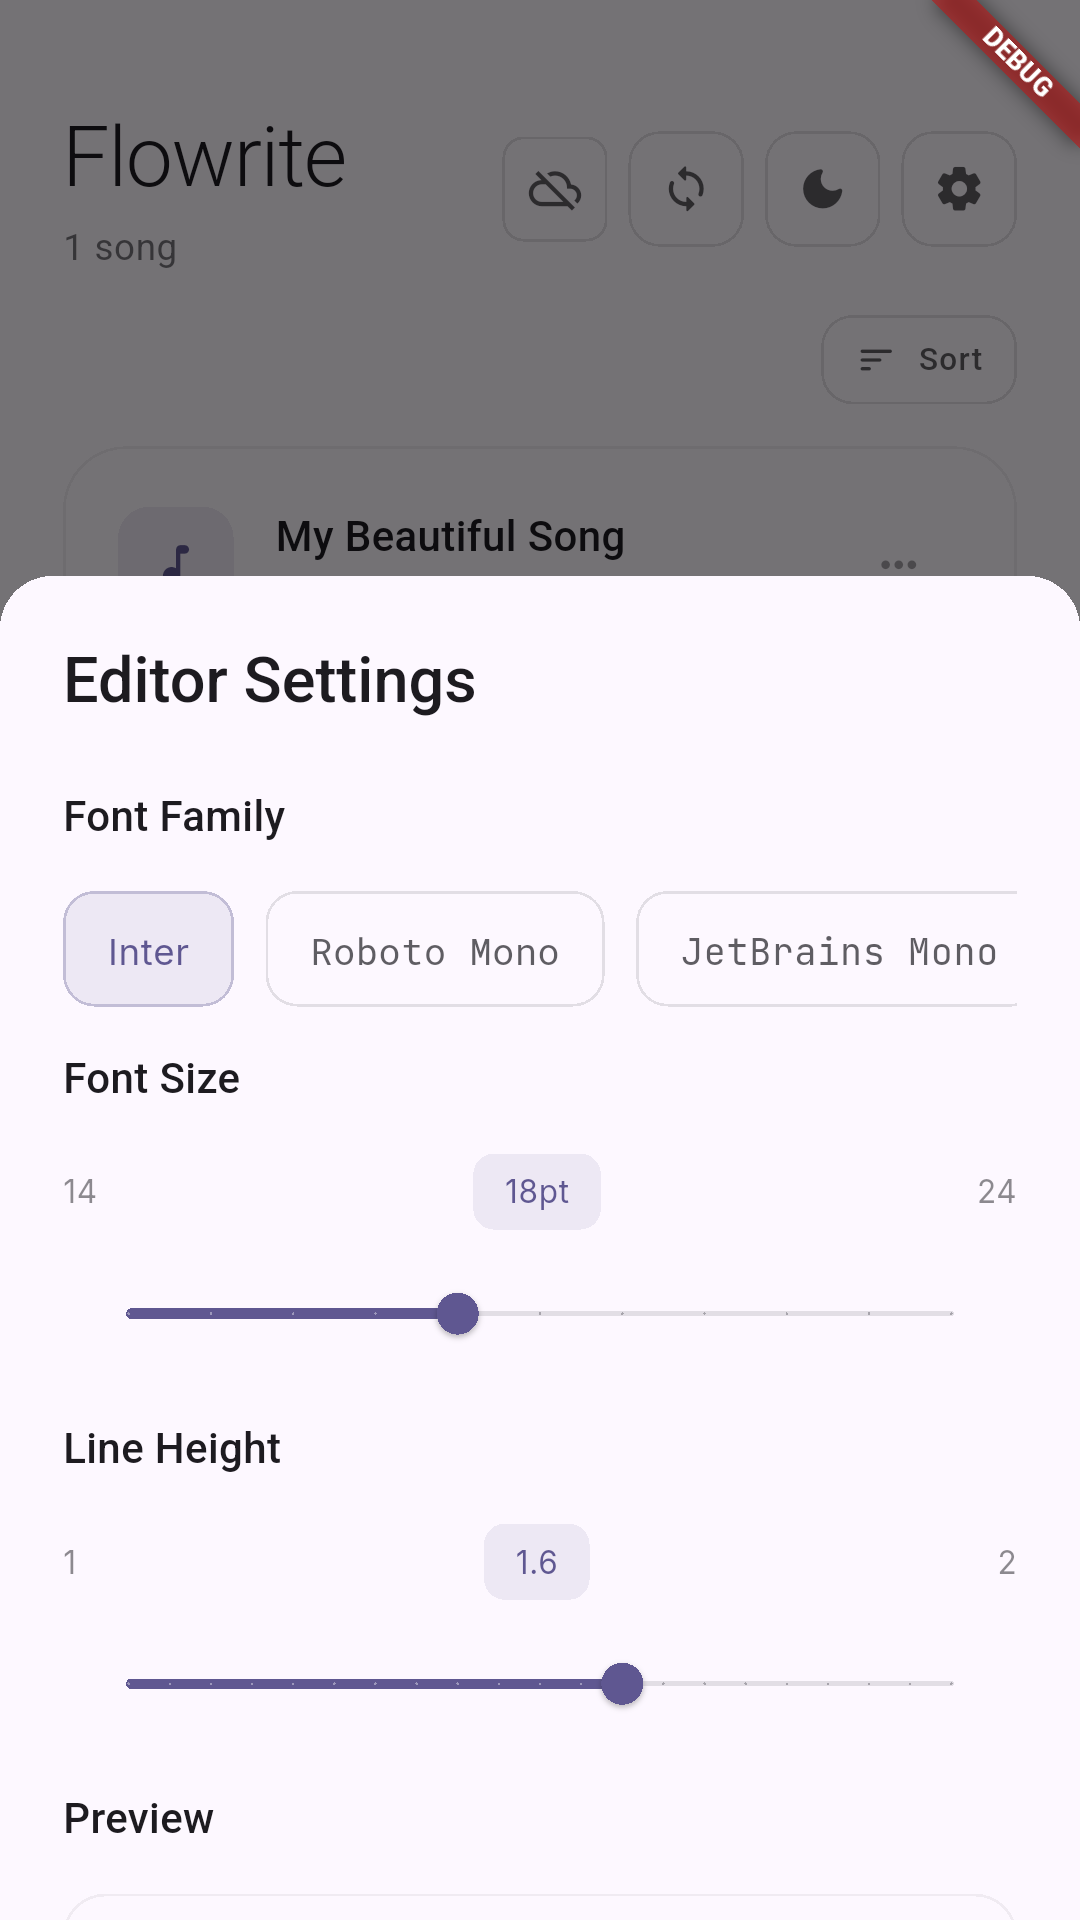 DEBUG
Flowrite
1 song
Sort
My Beautiful Song
Editor Settings
Font Family
Inter
Roboto Mono
JetBrains Mono
Font Size
14
18pt
24
Line Height
1
1.6
2
Preview